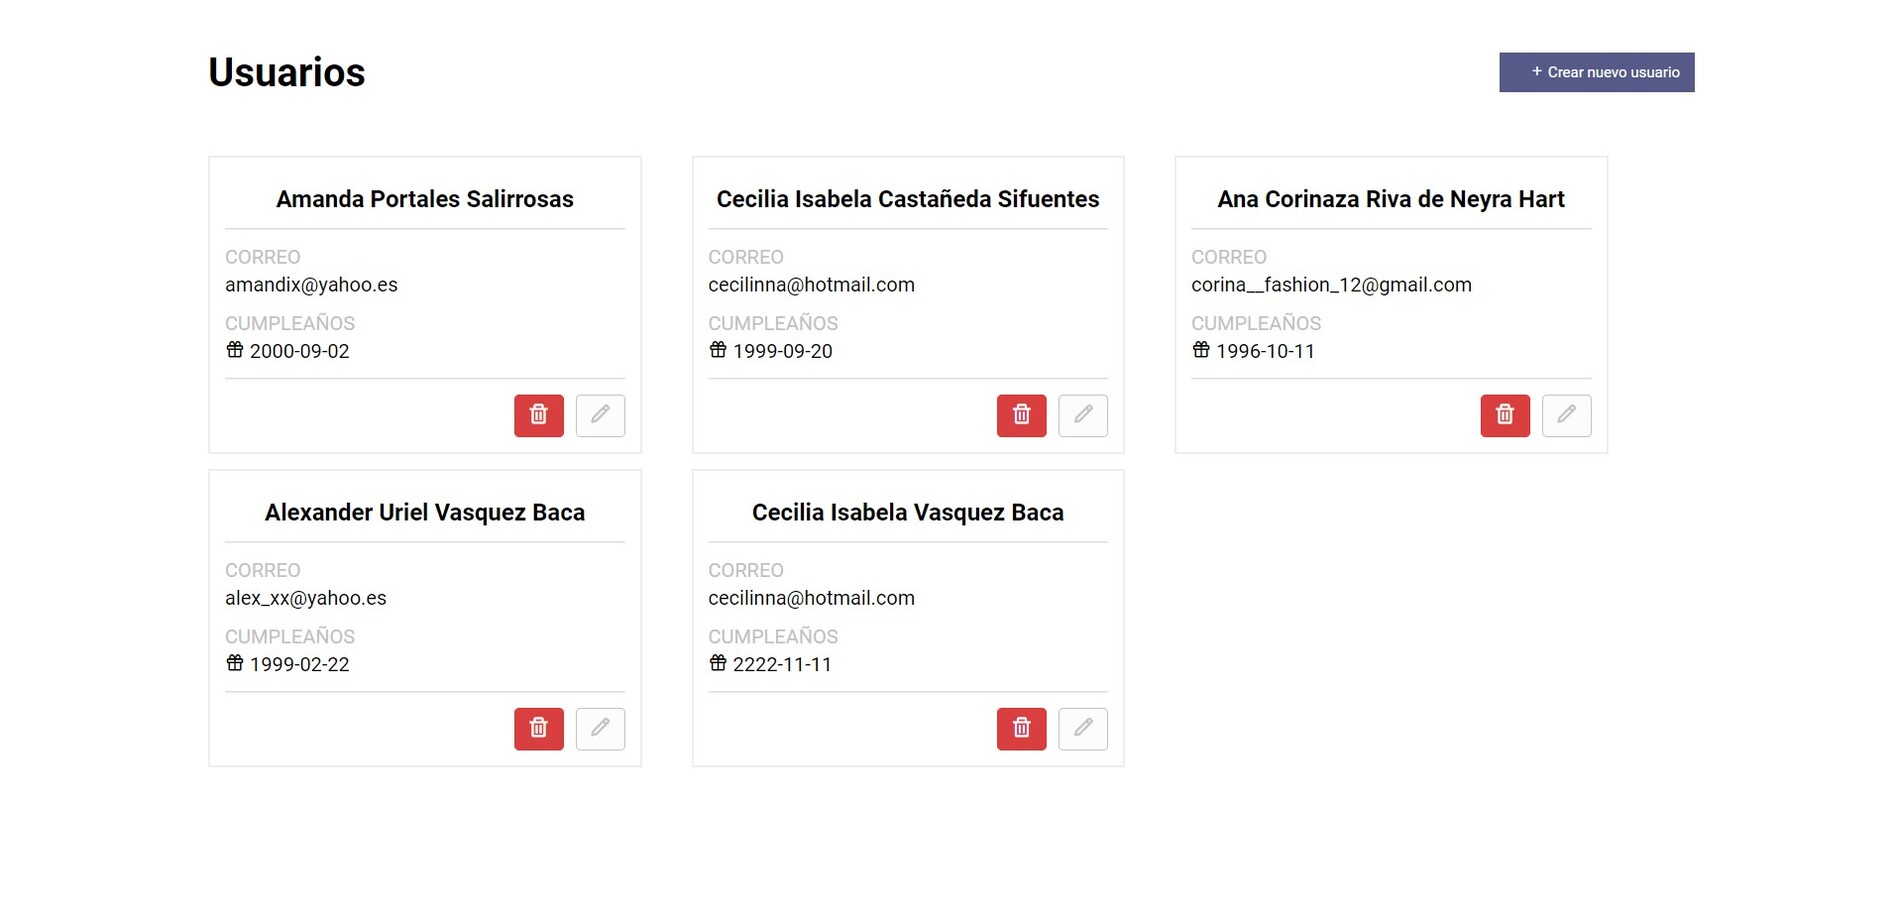 Usuarios
+ Crear nuevo usuario
Amanda Portales Salirrosas
CORREO
amandix@yahoo.es
CUMPLEAÑOS
2000-09-02
Cecilia Isabela Castañeda Sifuentes
CORREO
cecilinna@hotmail.com
CUMPLEAÑOS
1999-09-20
Ana Corinaza Riva de Neyra Hart
CORREO
corina__fashion_12@gmail.com
CUMPLEAÑOS
1996-10-11
Alexander Uriel Vasquez Baca
CORREO
alex_xx@yahoo.es
CUMPLEAÑOS
1999-02-22
Cecilia Isabela Vasquez Baca
CORREO
cecilinna@hotmail.com
CUMPLEAÑOS
2222-11-11